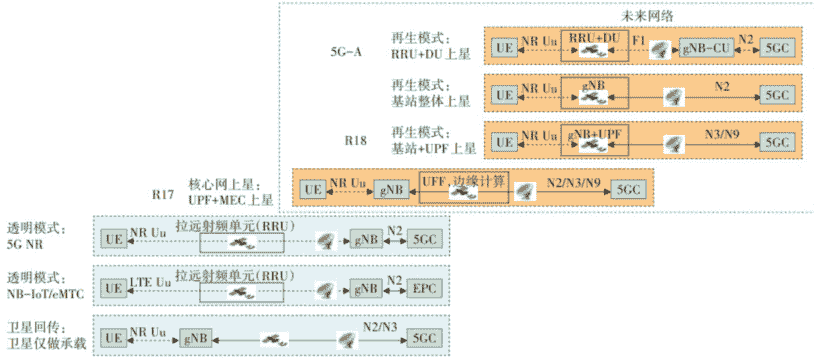 未来网络
5G-A
再生模式：
RRU+DU上星
UE NR Uu RRU+DU F1 gNB-CU N2 5GC
再生模式：
基站整体上星
UE NR Uu gNB N2 5GC
R18
再生模式：
基站+UPF上星
UE NR Uu gNB+UPF N3/N9 5GC
R17
核心网上星：
UPF+MEC上星
UE NR Uu gNB UFF，边缘计算 N2/N3/N9 5GC
透明模式：
5G NR
UE NR Uu 拉远射频单元(RRU) gNB N2 5GC
透明模式：
NB-IoT/eMTC
UE LTE Uu 拉远射频单元(RRU) gNB N2 EPC
卫星回传：
卫星仅做承载
UE NR Uu gNB N2/N3 5GC